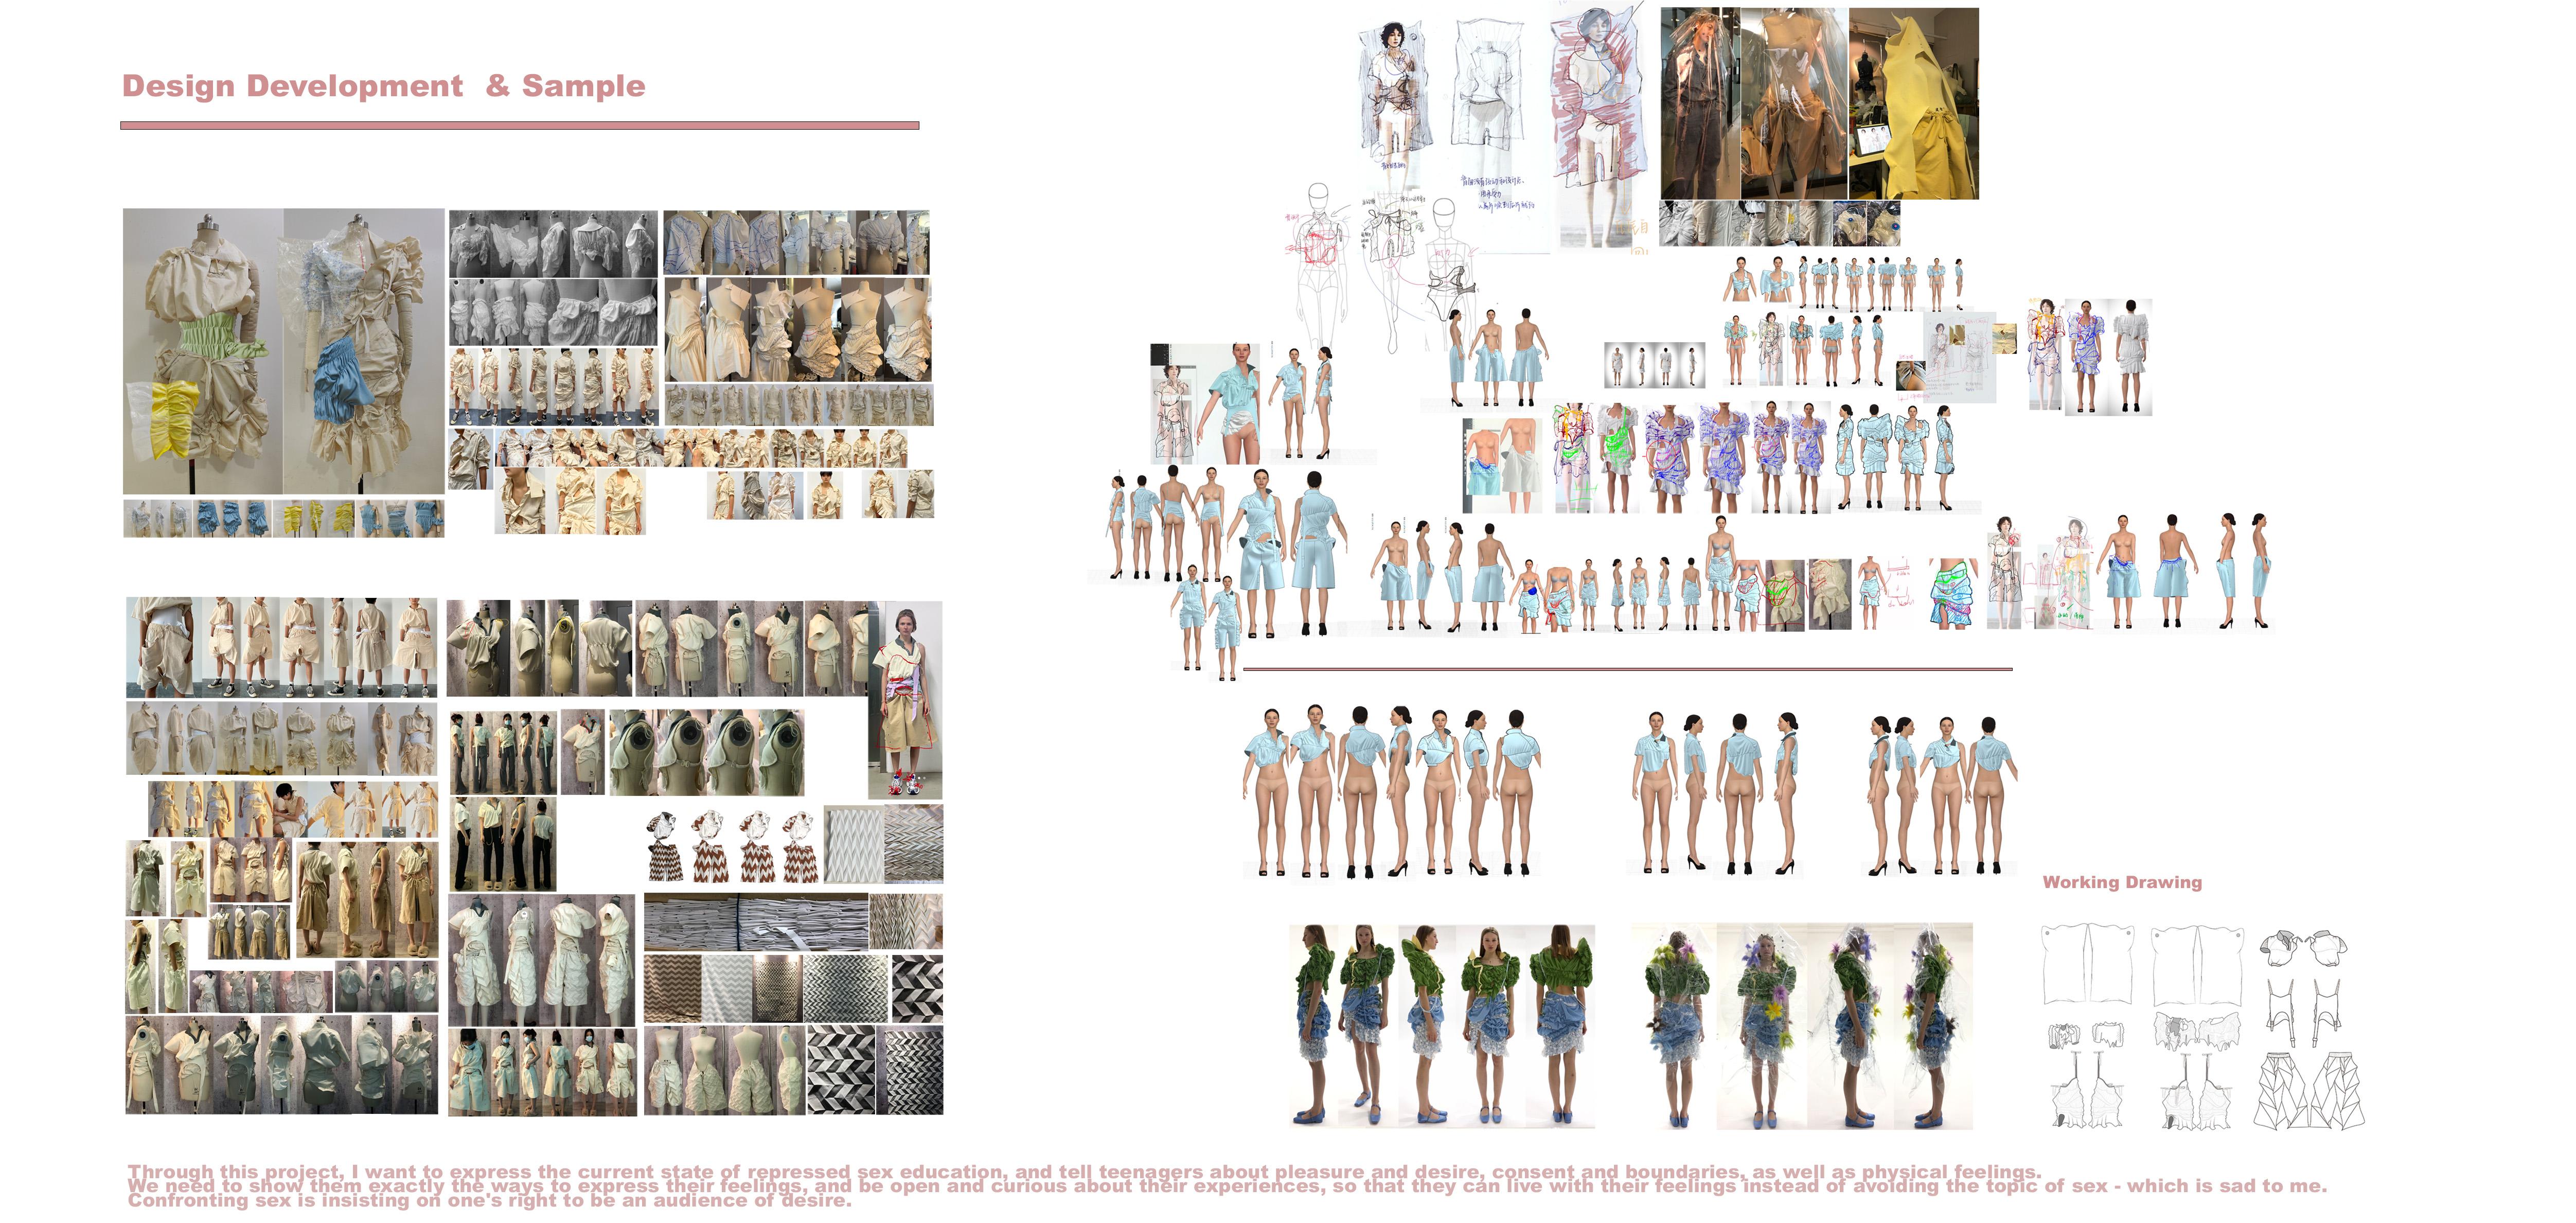 Design Development & Sample
Working Drawing
Through this project, I want to express the current state of repressed sex education, and tell teenagers about pleasure and desire, consent and boundaries, as well as physical feelings.
We need to show them exactly the ways to express their feelings, and be open and curious about their experiences, so that they can live with their feelings instead of avoiding the topic of sex - which is sad to me.
Confronting sex is insisting on one's right to be an audience of desire.